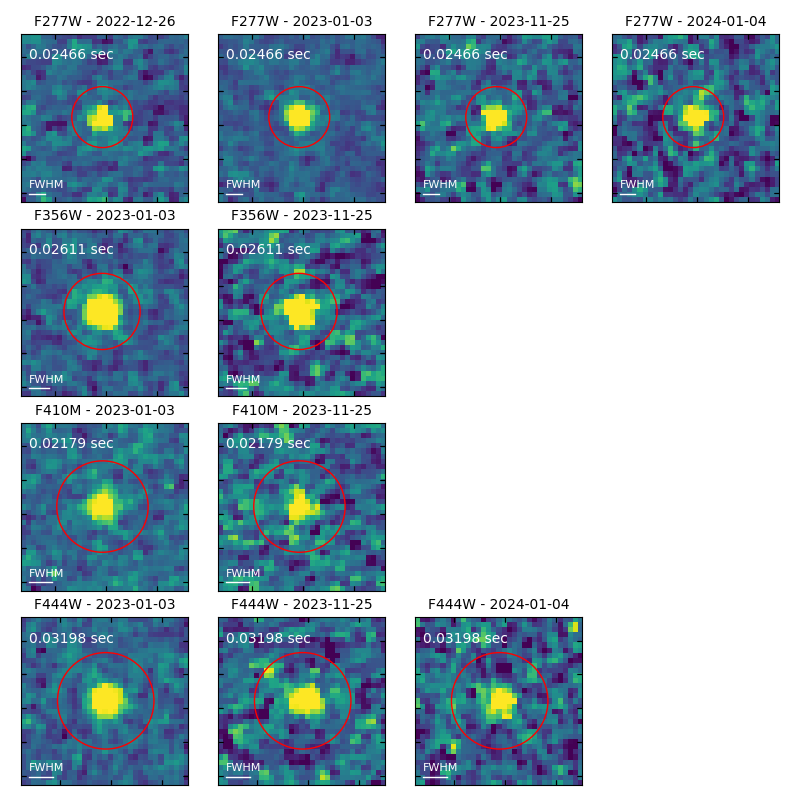 F277W - 2022-12-26
F277W - 2023-01-03
F277W - 2023-11-25
F277W - 2024-01-04
0.02466 sec
0.02466 sec
0.02466 sec
0.02466 sec
FWHM
FWHM
FWHM
FWHM
F356W - 2023-01-03
F356W - 2023-11-25
0.02611 sec
0.02611 sec
FWHM
FWHM
F410M - 2023-01-03
F410M - 2023-11-25
0.02179 sec
0.02179 sec
FWHM
FWHM
F444W - 2023-01-03
F444W - 2023-11-25
F444W - 2024-01-04
0.03198 sec
0.03198 sec
0.03198 sec
FWHM
FWHM
FWHM